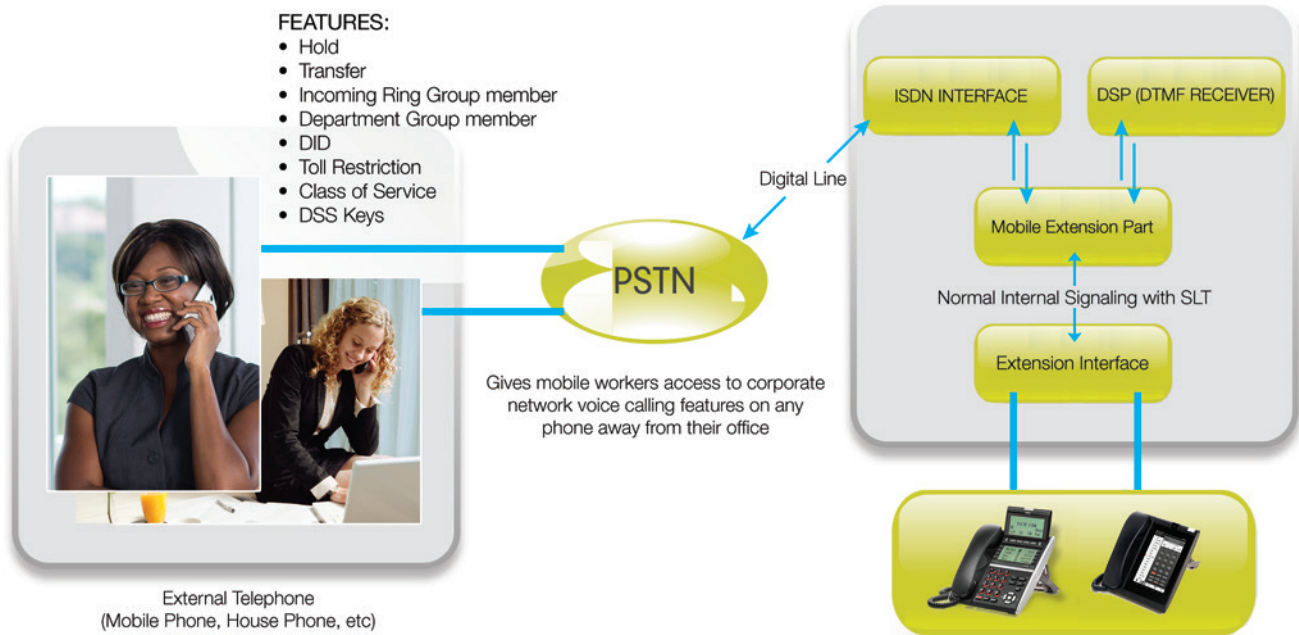 FEATURES:
• Hold
• Transfer
• Incoming Ring Group member
• Department Group member
• DID
• Toll Restriction
• Class of Service
• DSS Keys
External Telephone
(Mobile Phone, House Phone, etc)
PSTN
Gives mobile workers access to corporate
network voice calling features on any
phone away from their office
Digital Line
ISDN INTERFACE
DSP (DTMF RECEIVER)
Mobile Extension Part
Normal Internal Signaling with SLT
Extension Interface